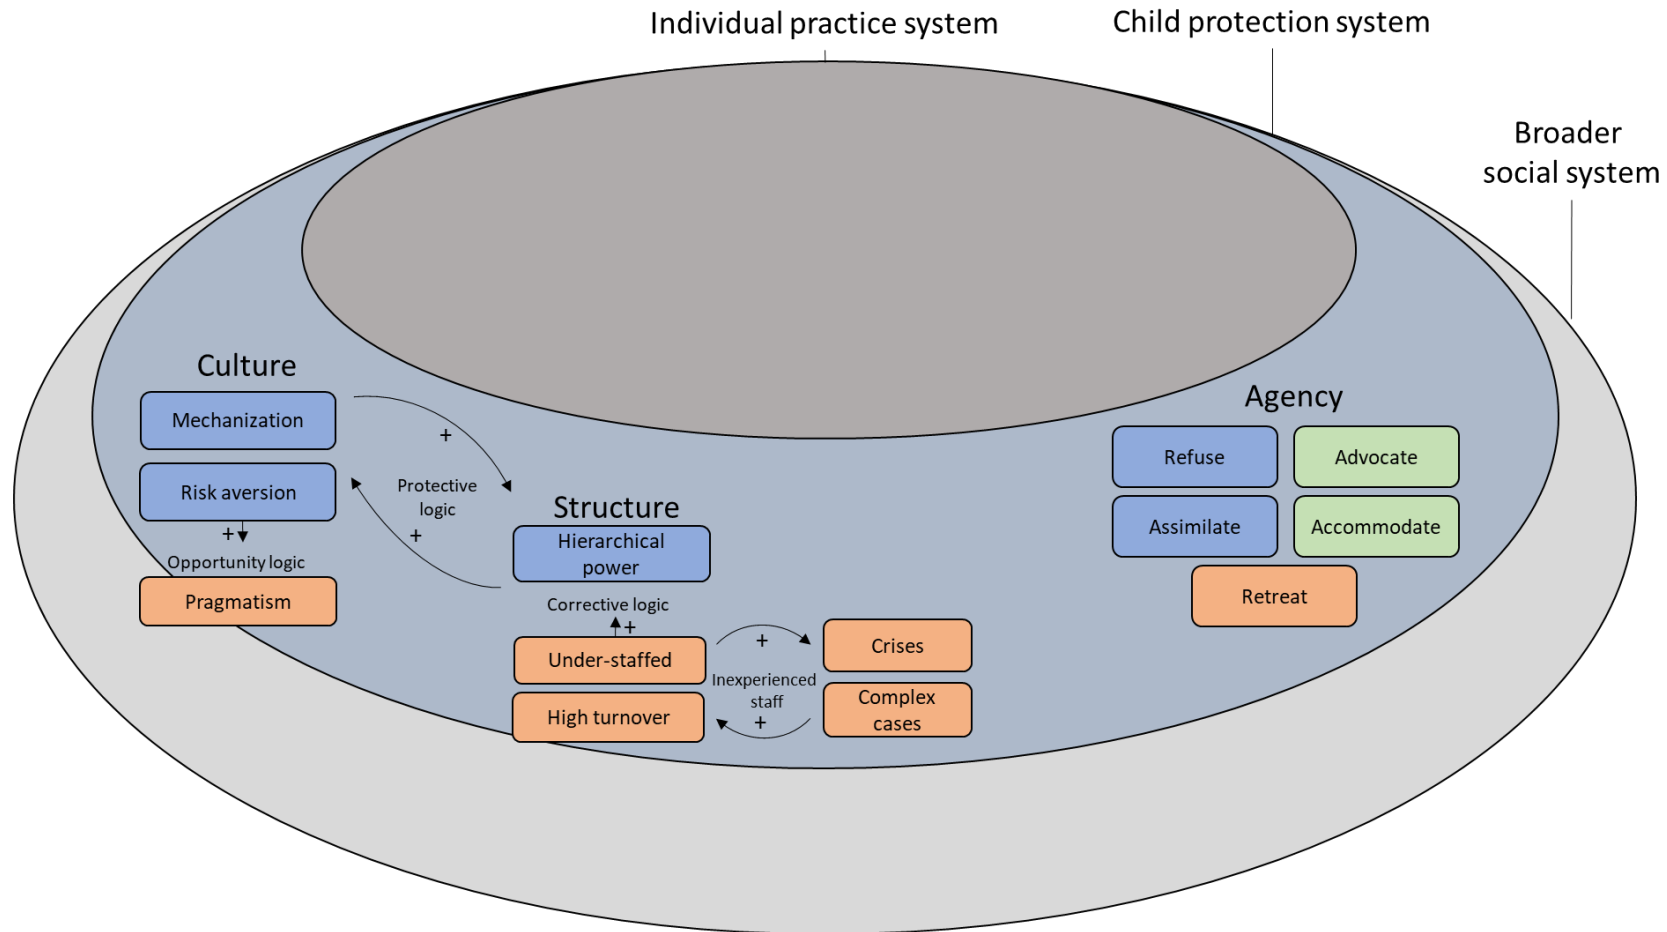 Individual practice system
Child protection system
Broader
social system
Culture
Mechanization
Risk aversion
+
Opportunity logic
Pragmatism
+
Protective
logic
+
Structure
Hierarchical
power
Corrective logic
+
Under-staffed
High turnover
+
Inexperienced
staff
+
Crises
Complex
cases
Agency
Refuse
Advocate
Assimilate
Accommodate
Retreat